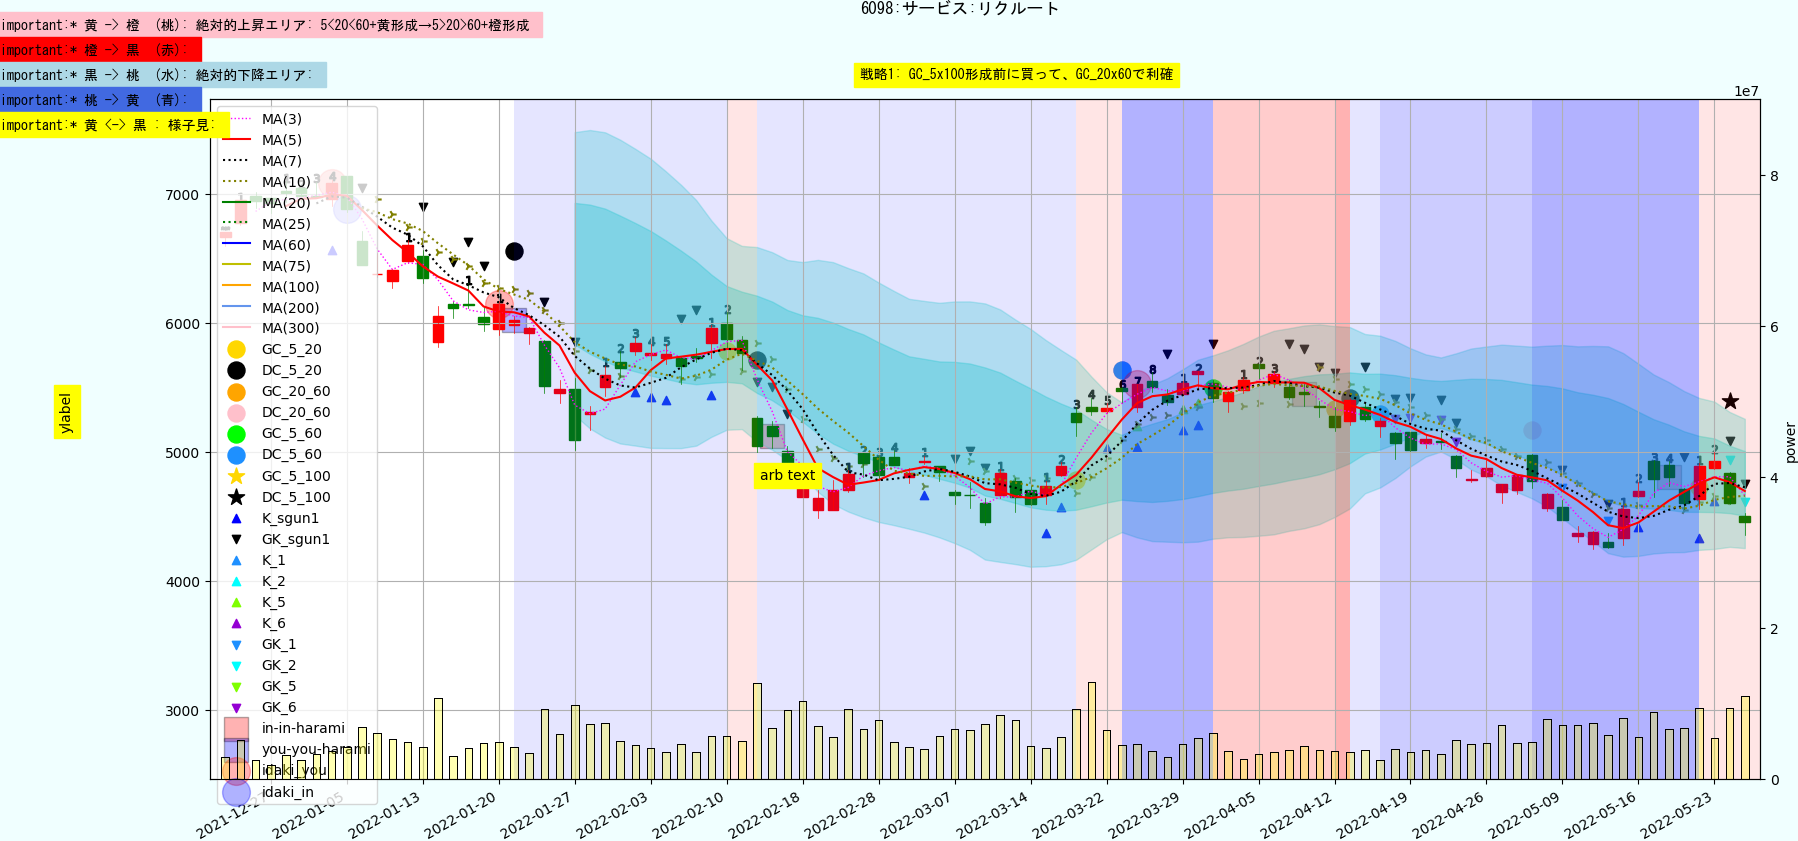 6098:サービス:リクルート
important:* 黄 -> 橙 (桃): 絶対的上昇エリア: 5<20<60+黄形成→5>20>60+橙形成
important:* 橙 -> 黒 (赤):
important:* 黒 -> 桃 (水): 絶対的下降エリア:
戦略1: GC_5x100形成前に買って、GC_20x60で利確
important:* 桃 -> 黄 (青):
important:* 黄 <-> 黒 : 様子見:
1e7
MA(3)
MA(5)
MA(7)
MA(10)
MA(20)
MA(25)
MA(60)
MA(75)
MA(100)
MA(200)
MA(300)
GC_5_20
DC_5_20
GC_20_60
DC_20_60
GC_5_60
DC_5_60
GC_5_100
DC_5_100
K_sgun1
GK_sgun1
K_1
K_2
K_5
K_6
GK_1
GK_2
GK_5
GK_6
in-in-harami
you-you-harami
idaki_you
idaki_in
7000
6000
5000
4000
3000
ylabel
arb text
8
6
4
2
0
power
2022-01-05
2022-01-13
2022-01-20
2022-01-27
2022-02-03
2022-02-10
2022-02-18
2022-02-28
2022-03-07
2022-03-14
2022-03-22
2022-03-29
2022-04-05
2022-04-12
2022-04-19
2022-04-26
2022-05-09
2022-05-16
2022-05-23